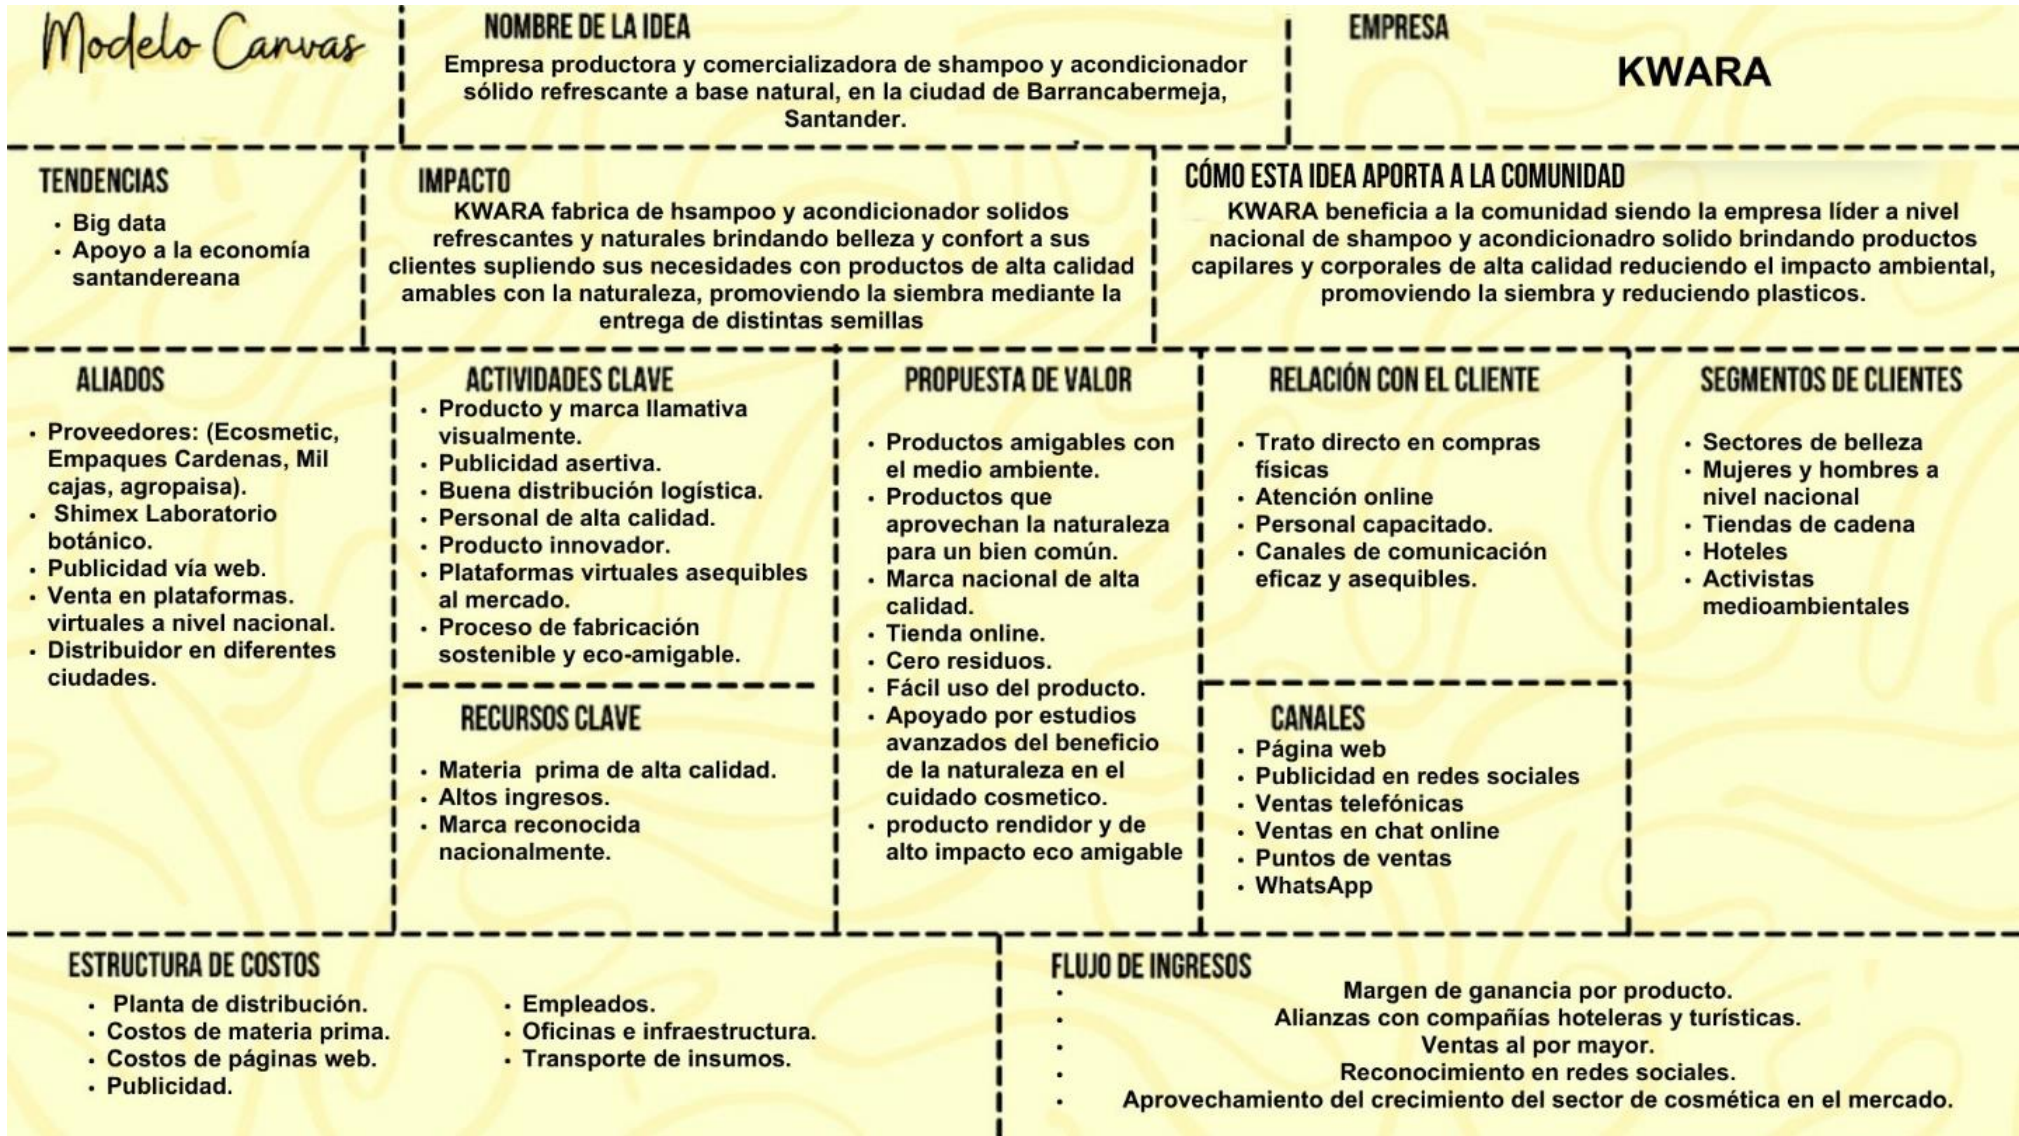 Modelo Canvas
NOMBRE DE LA IDEA
Empresa productora y comercializadora de shampoo y acondicionador
sólido refrescante a base natural, en la ciudad de Barrancabermeja,
Santander.
EMPRESA
KWARA
TENDENCIAS
• Big data
• Apoyo a la economía
santandereana
IMPACTO
KWARA fabrica de hsampoo y acondicionador solidos
refrescantes y naturales brindando belleza y confort a sus
clientes supliendo sus necesidades con productos de alta calidad
amables con la naturaleza, promoviendo la siembra mediante la
entrega de distintas semillas
CÓMO ESTA IDEA APORTA A LA COMUNIDAD
KWARA beneficia a la comunidad siendo la empresa líder a nivel
nacional de shampoo y acondicionadro solido brindando productos
capilares y corporales de alta calidad reduciendo el impacto ambiental,
promoviendo la siembra y reduciendo plasticos.
ALIADOS
• Proveedores: (Ecosmetic,
Empaques Cardenas, Mil
cajas, agropaisa).
• Shimex Laboratorio
botánico.
• Publicidad vía web.
• Venta en plataformas.
virtuales a nivel nacional.
• Distribuidor en diferentes
ciudades.
ACTIVIDADES CLAVE
• Producto y marca llamativa
visualmente.
• Publicidad asertiva.
• Buena distribución logística.
• Personal de alta calidad.
• Producto innovador.
• Plataformas virtuales asequibles
al mercado.
• Proceso de fabricación
sostenible y eco-amigable.
RECURSOS CLAVE
• Materia prima de alta calidad.
• Altos ingresos.
• Marca reconocida
nacionalmente.
PROPUESTA DE VALOR
• Productos amigables con
el medio ambiente.
• Productos que
aprovechan la naturaleza
para un bien común.
• Marca nacional de alta
calidad.
• Tienda online.
• Cero residuos.
• Fácil uso del producto.
• Apoyado por estudios
avanzados del beneficio
de la naturaleza en el
cuidado cosmetico.
• producto rendidor y de
alto impacto eco amigable
RELACIÓN CON EL CLIENTE
• Trato directo en compras
físicas
• Atención online
• Personal capacitado.
• Canales de comunicación
eficaz y asequibles.
CANALES
• Página web
• Publicidad en redes sociales
• Ventas telefónicas
• Ventas en chat online
• Puntos de ventas
• WhatsApp
SEGMENTOS DE CLIENTES
• Sectores de belleza
• Mujeres y hombres a
nivel nacional
• Tiendas de cadena
• Hoteles
• Activistas
medioambientales
ESTRUCTURA DE COSTOS
• Planta de distribución.
• Costos de materia prima.
• Costos de páginas web.
• Publicidad.
• Empleados.
• Oficinas e infraestructura.
• Transporte de insumos.
FLUJO DE INGRESOS
• Margen de ganancia por producto.
• Alianzas con compañías hoteleras y turísticas.
• Ventas al por mayor.
• Reconocimiento en redes sociales.
• Aprovechamiento del crecimiento del sector de cosmética en el mercado.